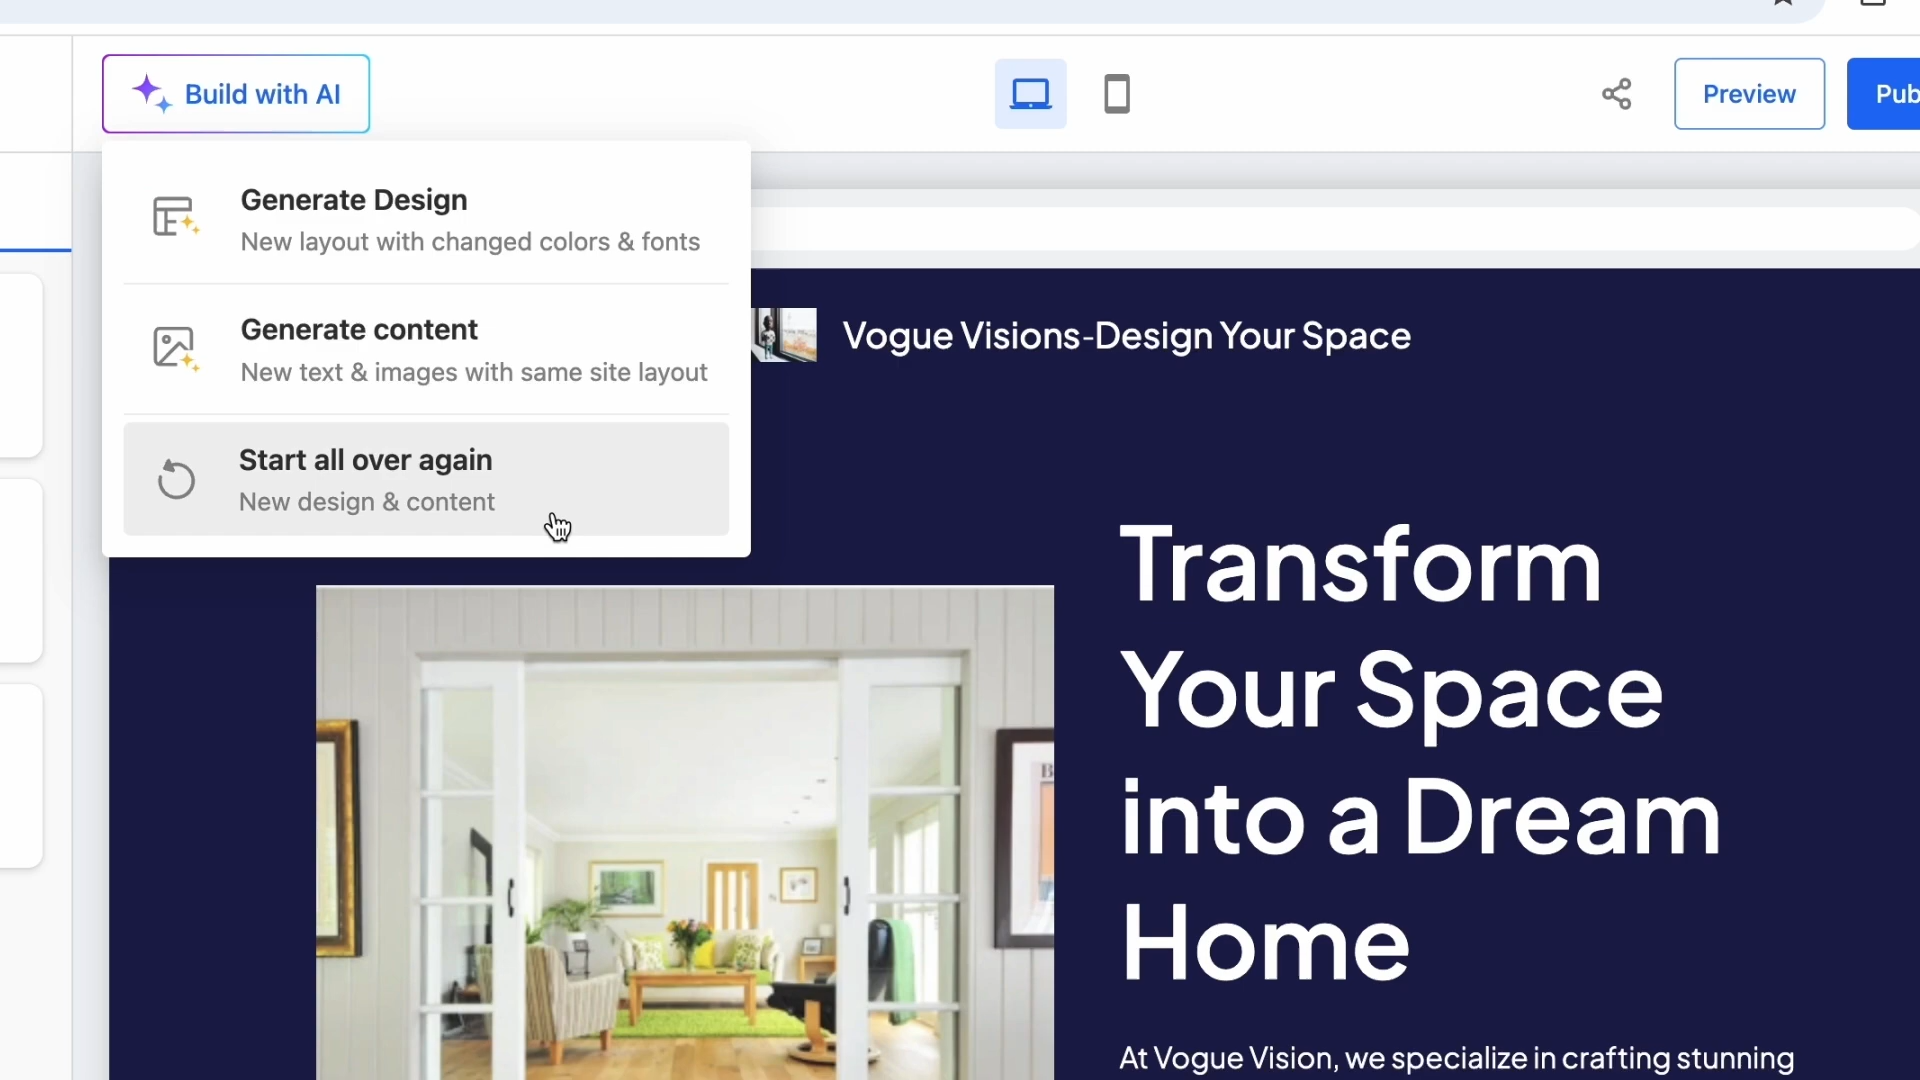 Build with AI
Preview
Pub
Generate Design
New layout with changed colors & fonts
Generate content
New text & images with same site layout
Start all over again
New design & content
Vogue Visions-Design Your Space
Transform
Your Space
into a Dream
Home
At Vogue Vision, we specialize in crafting stunning